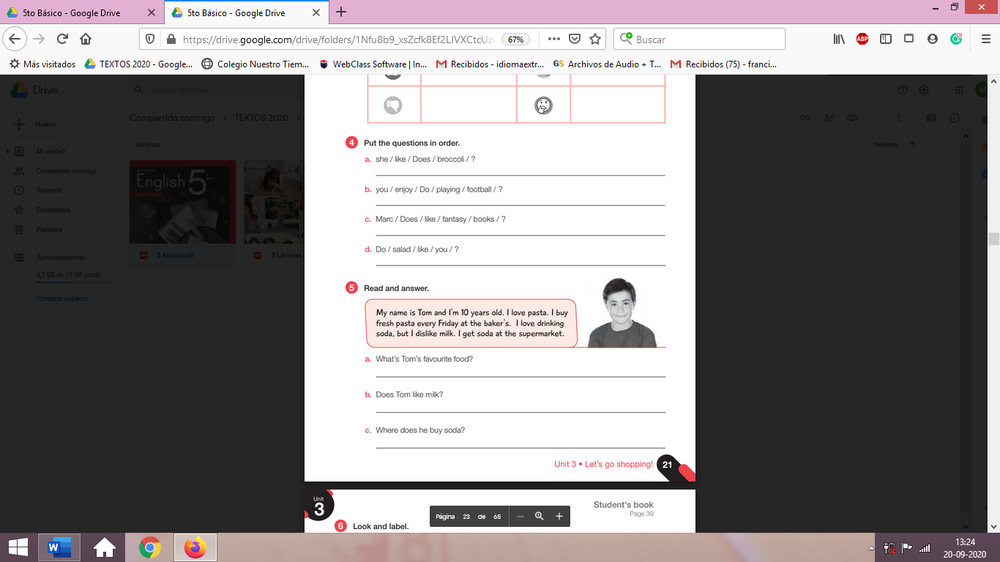 5to Básico - Google Drive
5to Básico - Google Drive
https://drive.google.com/drive/folders/1Nfu8b9_xsZcfk8Ef2LIVXCtcUz
67%
Buscar
Más visitados
TEXTOS 2020 - Google...
Colegio Nuestro Tiem...
WebClass Software | In...
Recibidos - idiomaextr...
Archivos de Audio + T...
Recibidos (75) - franci...
Drive
Buscar en Drive
Nuevo
Compartido conmigo > TEXTOS 2020 >
Mi unidad
Compartido conmigo
Reciente
Destacados
Papelera
Almacenamiento
6,7 GB de 15 GB usado
Comprar espacio
Archivos
Nombre
English 5
5 Activity.pdf
5 Láminas.
4 Put the questions in order.
a. she / like / Does / broccoli / ?
b. you / enjoy / Do / playing / football / ?
c. Marc / Does / like / fantasy / books / ?
d. Do / salad / like / you / ?
5 Read and answer.
My name is Tom and I'm 10 years old. I love pasta. I buy
fresh pasta every Friday at the baker's. I love drinking
soda, but I dislike milk. I get soda at the supermarket.
a. What's Tom's favourite food?
b. Does Tom like milk?
c. Where does he buy soda?
Unit 3 • Let's go shopping! 21
Unit
3
Student's book
Page 39
Página 23 de 65
6 Look and label.
13:24
20-09-2020